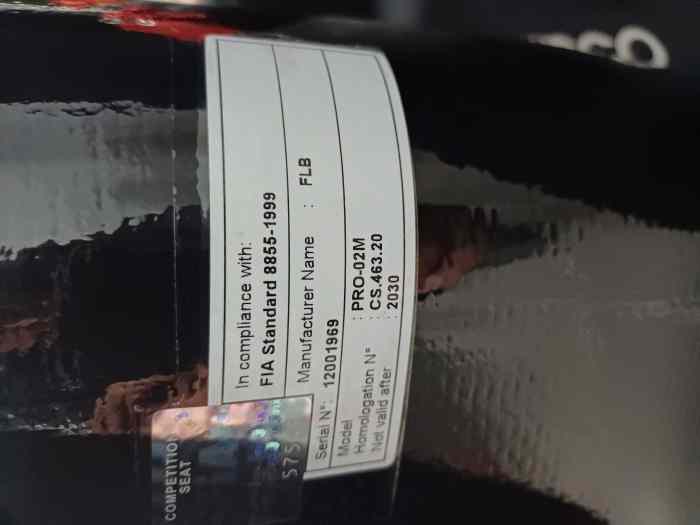 In compliance with:
FIA Standard 8855-1999
Manufacturer Name : FLB
Serial N°: 12001969
Model : PRO-02M
Homologation N° : CS.463.20
Not valid after : 2030
COMPETITION
SEAT